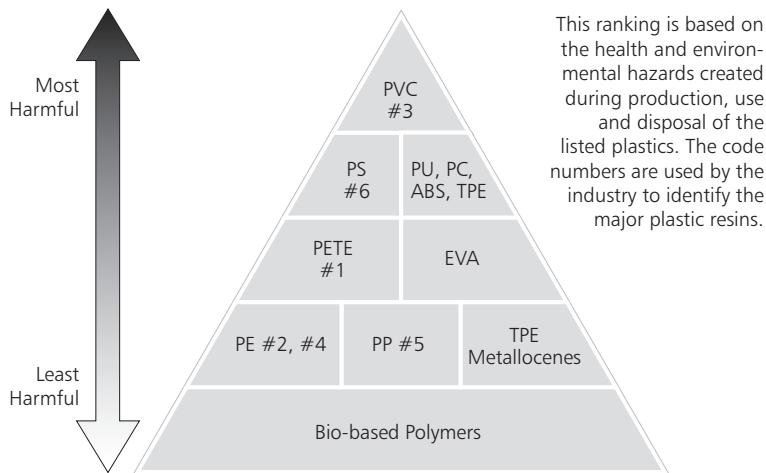 Most
Harmful
Least
Harmful
PVC
#3
PS
#6
PU, PC,
ABS, TPE
PETE
#1
EVA
PE #2, #4
PP #5
TPE
Metallocenes
Bio-based Polymers
This ranking is based on
the health and environ-
mental hazards created
during production, use
and disposal of the
listed plastics. The code
numbers are used by the
industry to identify the
major plastic resins.